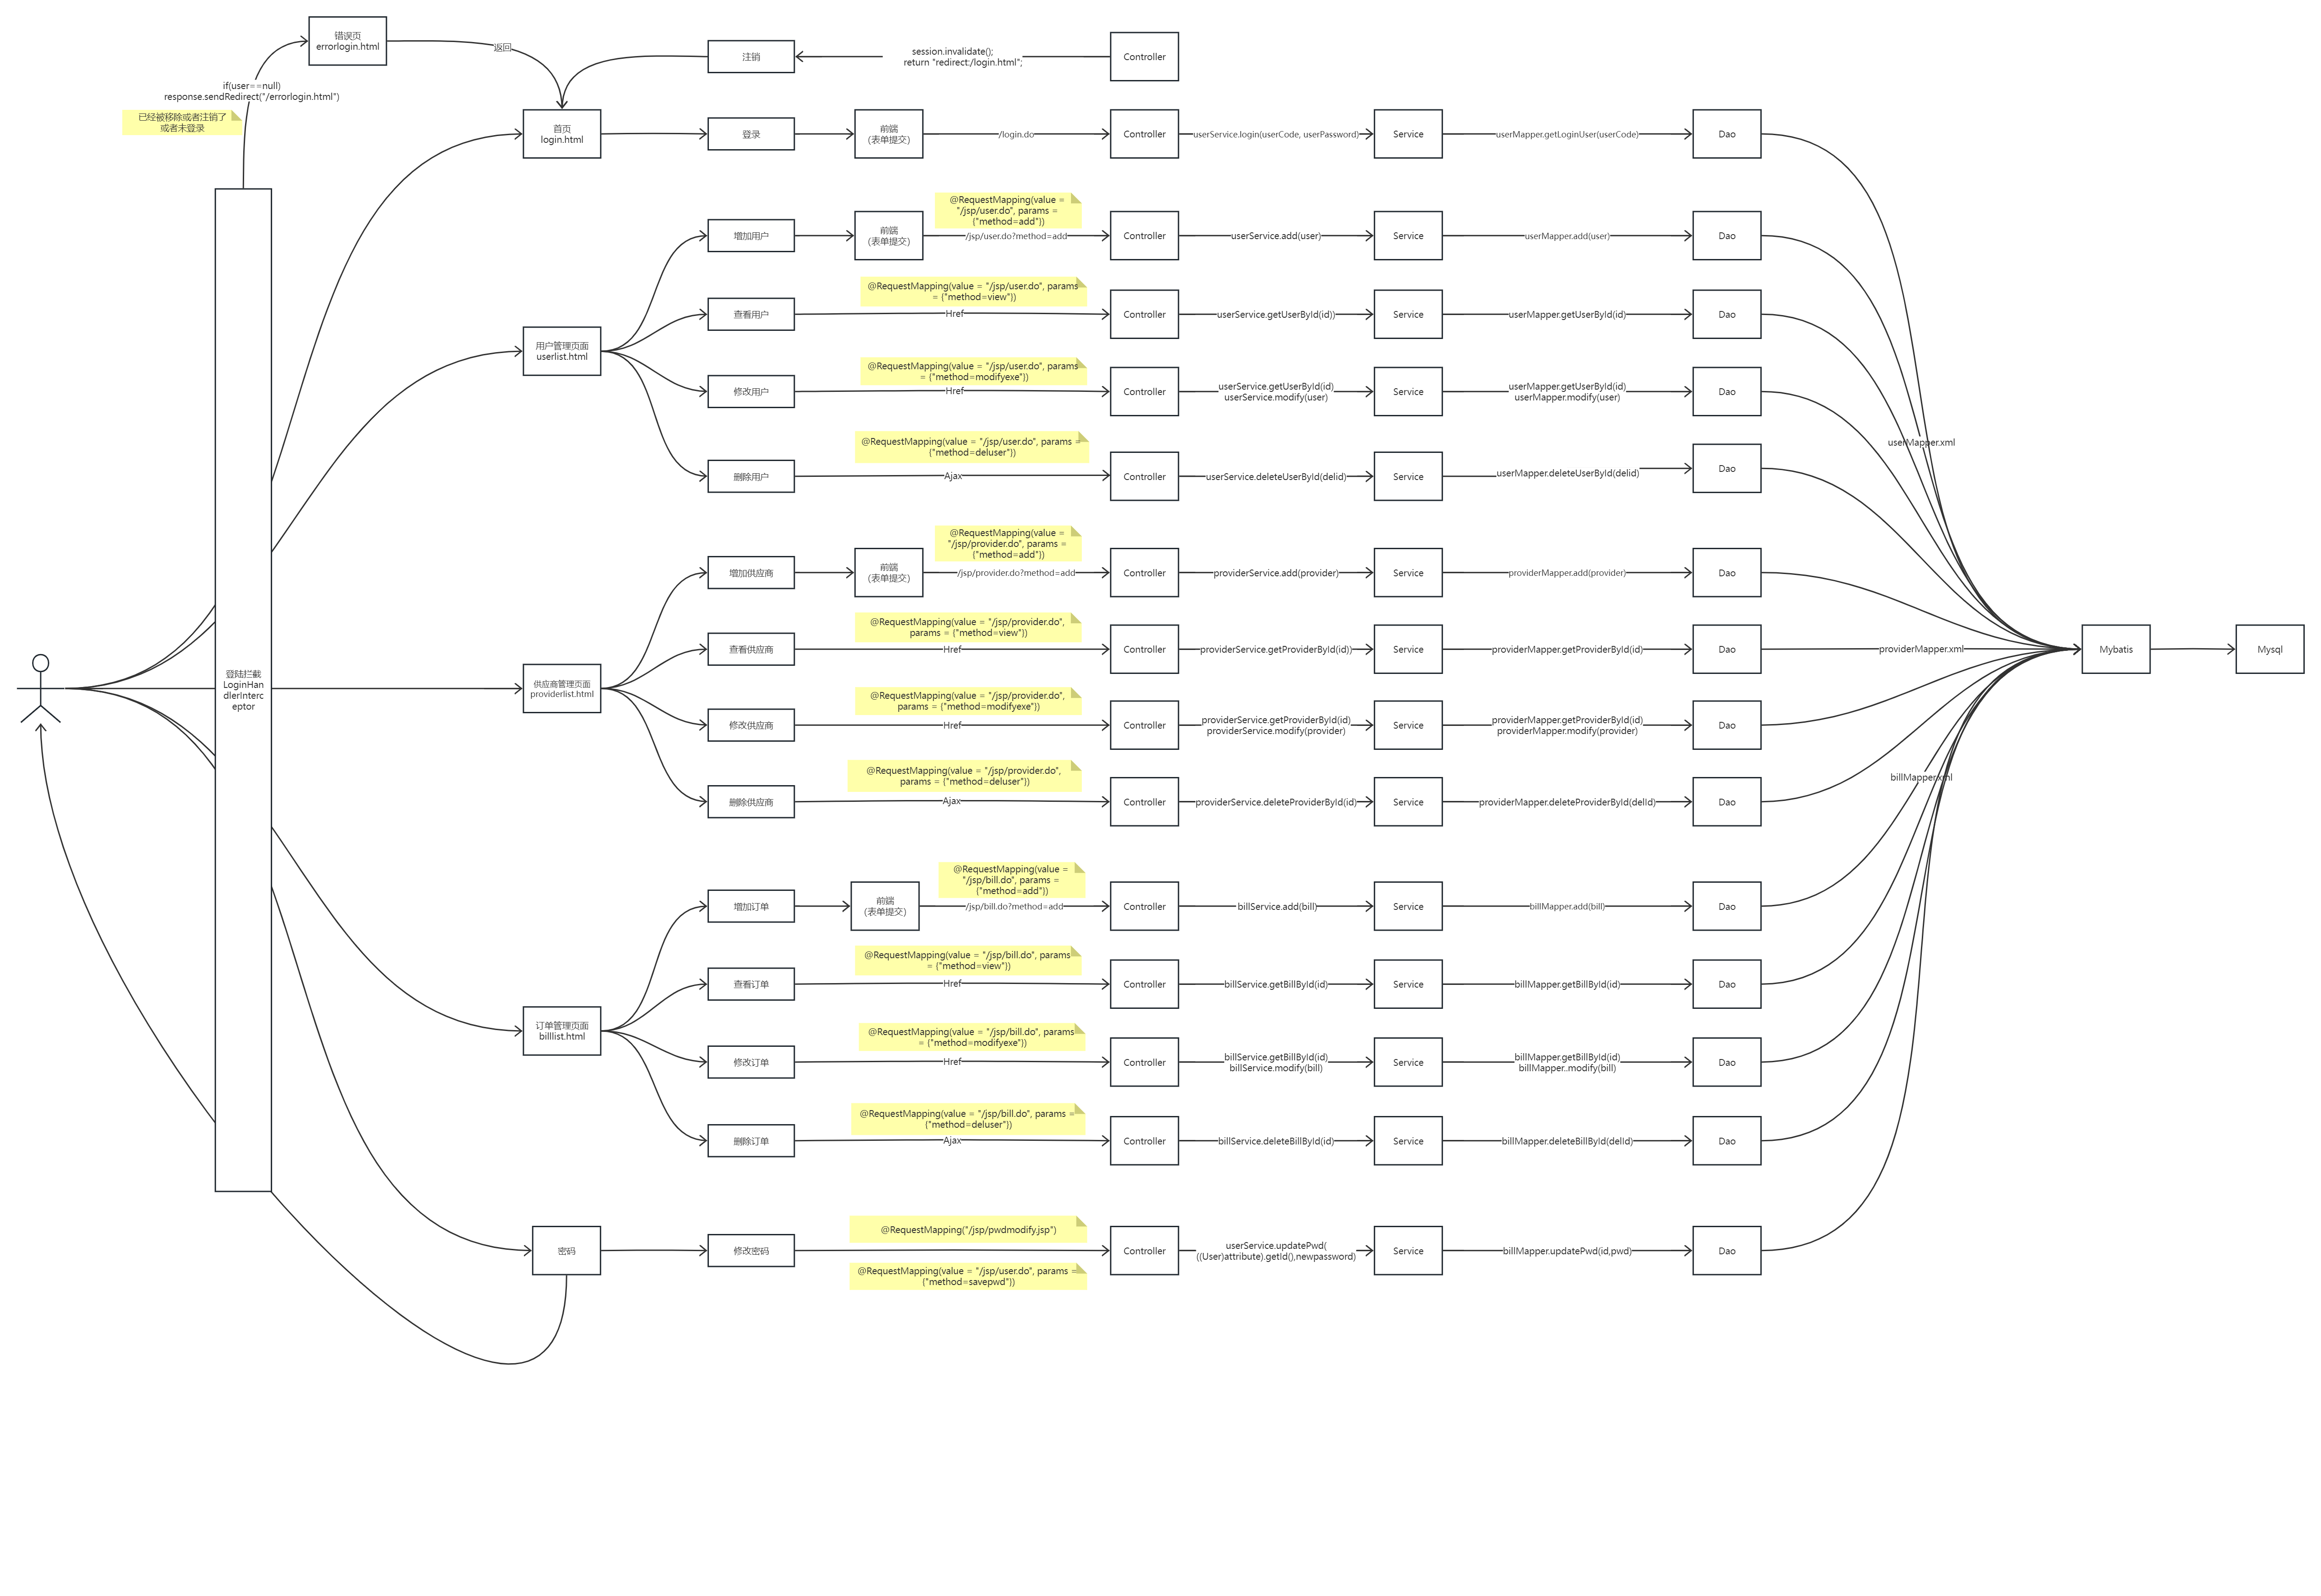 错误页
errorlogin.html
返回
if(user==null)
response.sendRedirect("/errorlogin.html")
已经被移除或者注销了
或者未登录
注销
session.invalidate();
return "redirect:/login.html";
Controller
首页
login.html
登录
前端
(表单提交)
/login.do
Controller
userService.login(userCode, userPassword)
Service
userMapper.getLoginUser(userCode)
Dao
增加用户
前端
(表单提交)
@RequestMapping(value =
"/jsp/user.do", params =
{"method=add"})
/jsp/user.do?method=add
Controller
userService.add(user)
Service
userMapper.add(user)
Dao
查看用户
@RequestMapping(value = "/jsp/user.do", params
= {"method=view"})
Href
Controller
userService.getUserById(id))
Service
userMapper.getUserById(id)
Dao
用户管理页面
userlist.html
修改用户
@RequestMapping(value = "/jsp/user.do", params
= {"method=modifyexe"})
Href
Controller
userService.getUserById(id)
userService.modify(user)
Service
userMapper.getUserById(id)
userMapper.modify(user)
Dao
userMapper.xml
删除用户
@RequestMapping(value = "/jsp/user.do", params =
{"method=deluser"})
Ajax
Controller
userService.deleteUserById(delid)
Service
userMapper.deleteUserById(delid)
Dao
增加供应商
前端
(表单提交)
@RequestMapping(value =
"/jsp/provider.do", params =
{"method=add"})
/jsp/provider.do?method=add
Controller
providerService.add(provider)
Service
providerMapper.add(provider)
Dao
查看供应商
@RequestMapping(value = "/jsp/provider.do",
params = {"method=view"})
Href
Controller
providerService.getProviderById(id))
Service
providerMapper.getProviderById(id)
Dao
providerMapper.xml
Mybatis
Mysql
登陆拦截
LoginHan
dlerInterc
eptor
供应商管理页面
providerlist.html
修改供应商
@RequestMapping(value = "/jsp/provider.do",
params = {"method=modifyexe"})
Href
Controller
providerService.getProviderById(id)
providerService.modify(provider)
Service
providerMapper.getProviderById(id)
providerMapper.modify(provider)
Dao
删除供应商
@RequestMapping(value = "/jsp/provider.do",
params = {"method=deluser"})
Ajax
Controller
providerService.deleteProviderById(id)
Service
providerMapper.deleteProviderById(delId)
Dao
billMapper.xml
增加订单
前端
(表单提交)
@RequestMapping(value =
"/jsp/bill.do", params =
{"method=add"})
/jsp/bill.do?method=add
Controller
billService.add(bill)
Service
billMapper.add(bill)
Dao
查看订单
@RequestMapping(value = "/jsp/bill.do", params
= {"method=view"})
Href
Controller
billService.getBillById(id)
Service
billMapper.getBillById(id)
Dao
订单管理页面
billlist.html
修改订单
@RequestMapping(value = "/jsp/bill.do", params
= {"method=modifyexe"})
Href
Controller
billService.getBillById(id)
billService.modify(bill)
Service
billMapper.getBillById(id)
billMapper..modify(bill)
Dao
删除订单
@RequestMapping(value = "/jsp/bill.do", params =
{"method=deluser"})
Ajax
Controller
billService.deleteBillById(id)
Service
billMapper.deleteBillById(delId)
Dao
密码
修改密码
@RequestMapping("/jsp/pwdmodify.jsp")
@RequestMapping(value = "/jsp/user.do", params =
{"method=savepwd"})
Controller
userService.updatePwd(
((User)attribute).getId(),newpassword)
Service
billMapper.updatePwd(id,pwd)
Dao